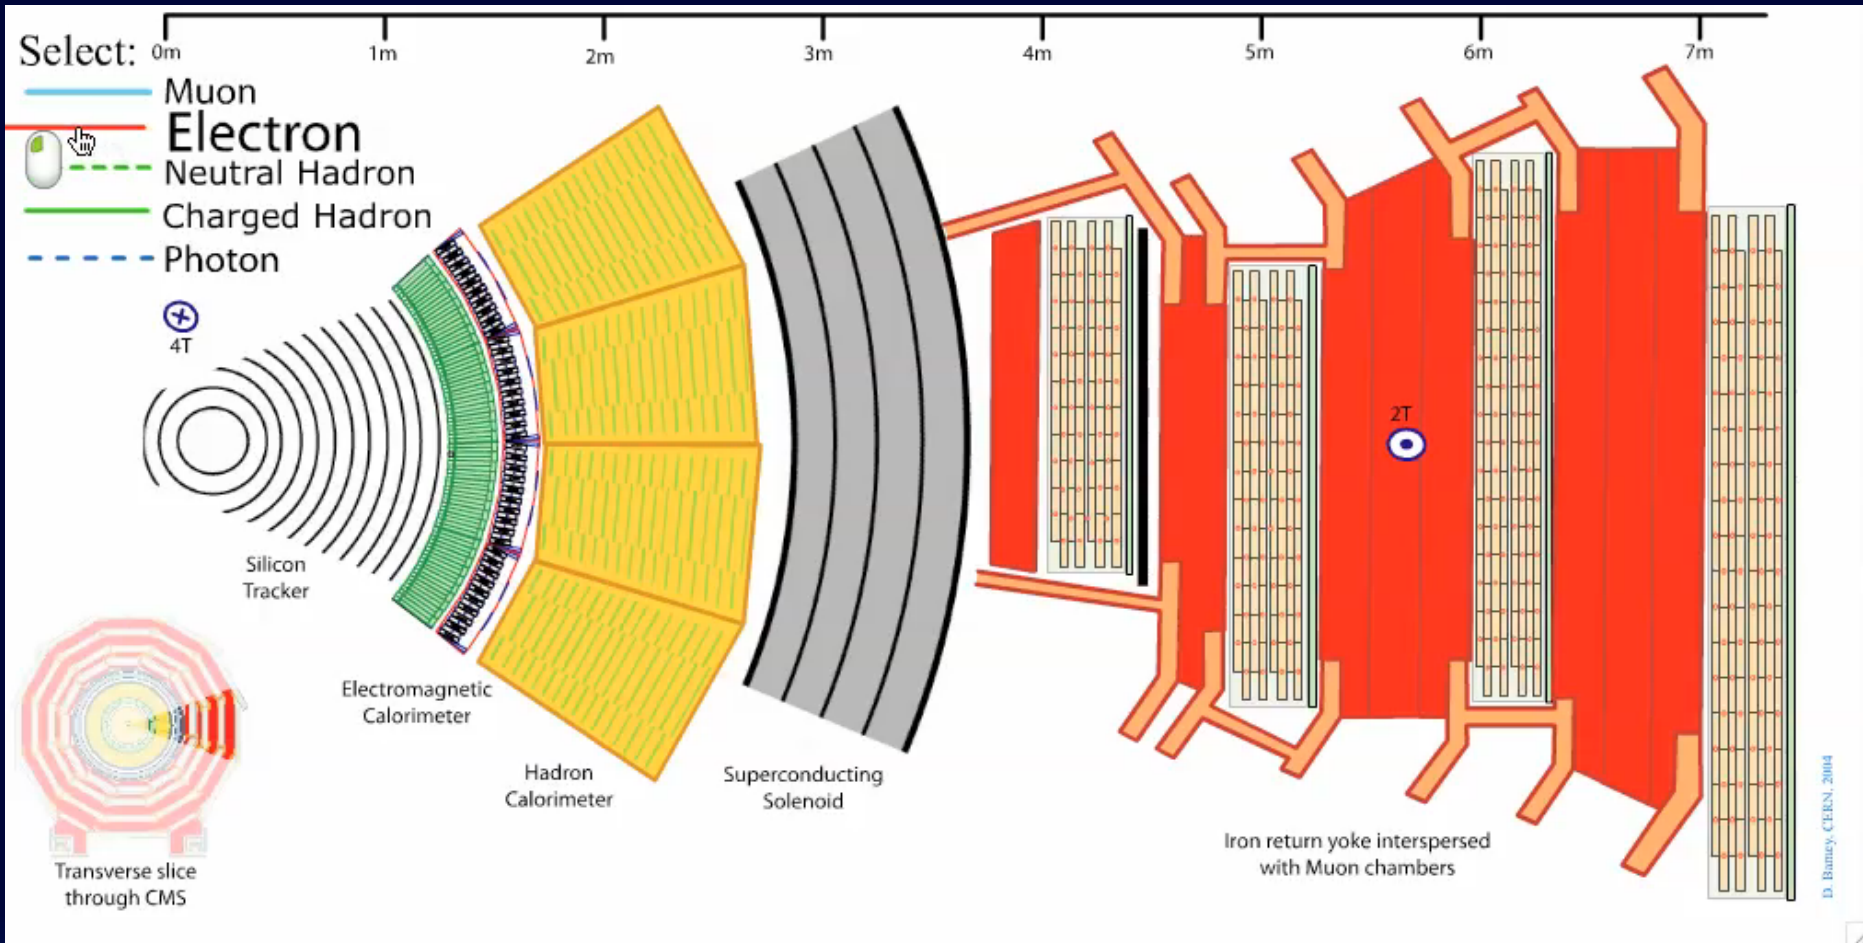 0m 1m 2m 3m 4m 5m 6m 7m
Select:
Muon
Electron
Neutral Hadron
Charged Hadron
Photon
4T
2T
Silicon
Tracker
Electromagnetic
Calorimeter
Hadron
Calorimeter
Superconducting
Solenoid
Iron return yoke interspersed
with Muon chambers
Transverse slice
through CMS
D. Barney, CERN, 2004